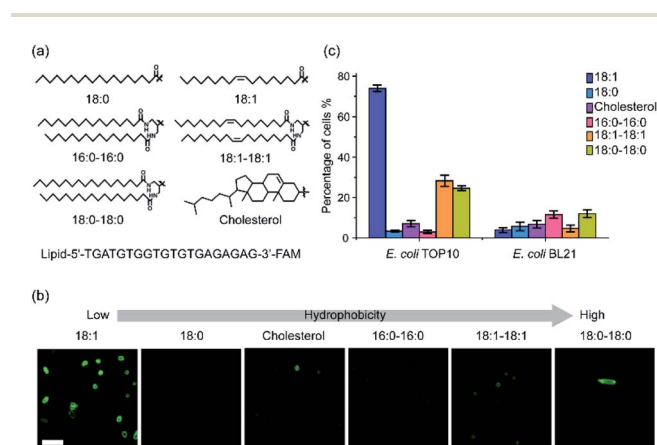 (a)
18:0
18:1
16:0-16:0
18:1-18:1
18:0-18:0
Cholesterol
Lipid-5'-TGATGTGGTGTGTGAGAGAG-3'-FAM
(c)
Percentage of cells %
80
60
40
20
0
E. coli TOP10
E. coli BL21
18:1
18:0
Cholesterol
16:0-16:0
18:1-18:1
18:0-18:0
(b)
Low Hydrophobicity High
18:1 18:0 Cholesterol 16:0-16:0 18:1-18:1 18:0-18:0